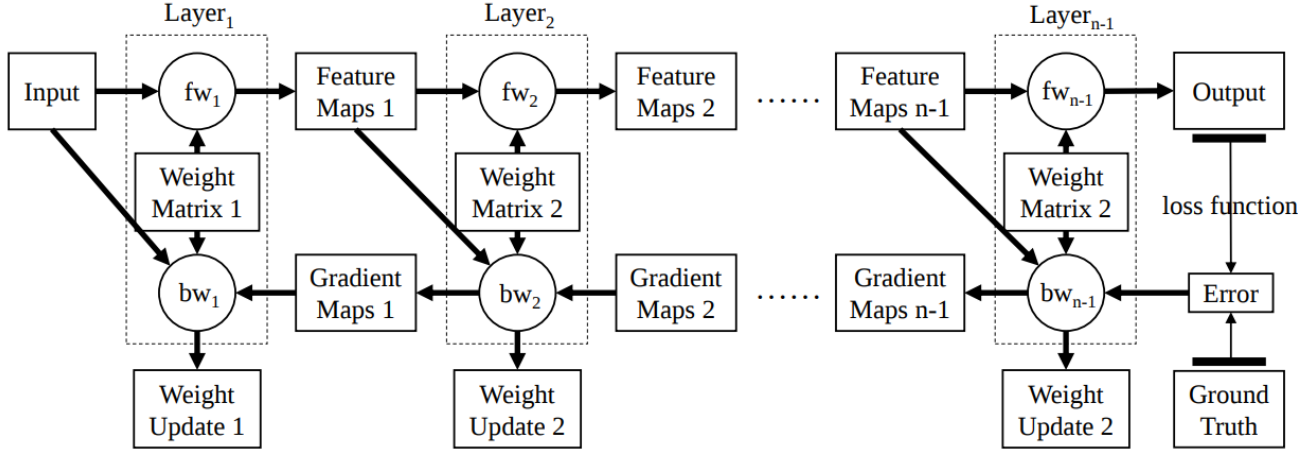 Layer₁
Layer₂
Layerₙ₋₁
Input
fw₁
Feature
Maps 1
fw₂
Feature
Maps 2
......
Feature
Maps n-1
fwₙ₋₁
Output
Weight
Matrix 1
Weight
Matrix 2
Weight
Matrix 2
loss function
bw₁
Gradient
Maps 1
bw₂
Gradient
Maps 2
......
Gradient
Maps n-1
bwₙ₋₁
Error
Weight
Update 1
Weight
Update 2
Weight
Update 2
Ground
Truth